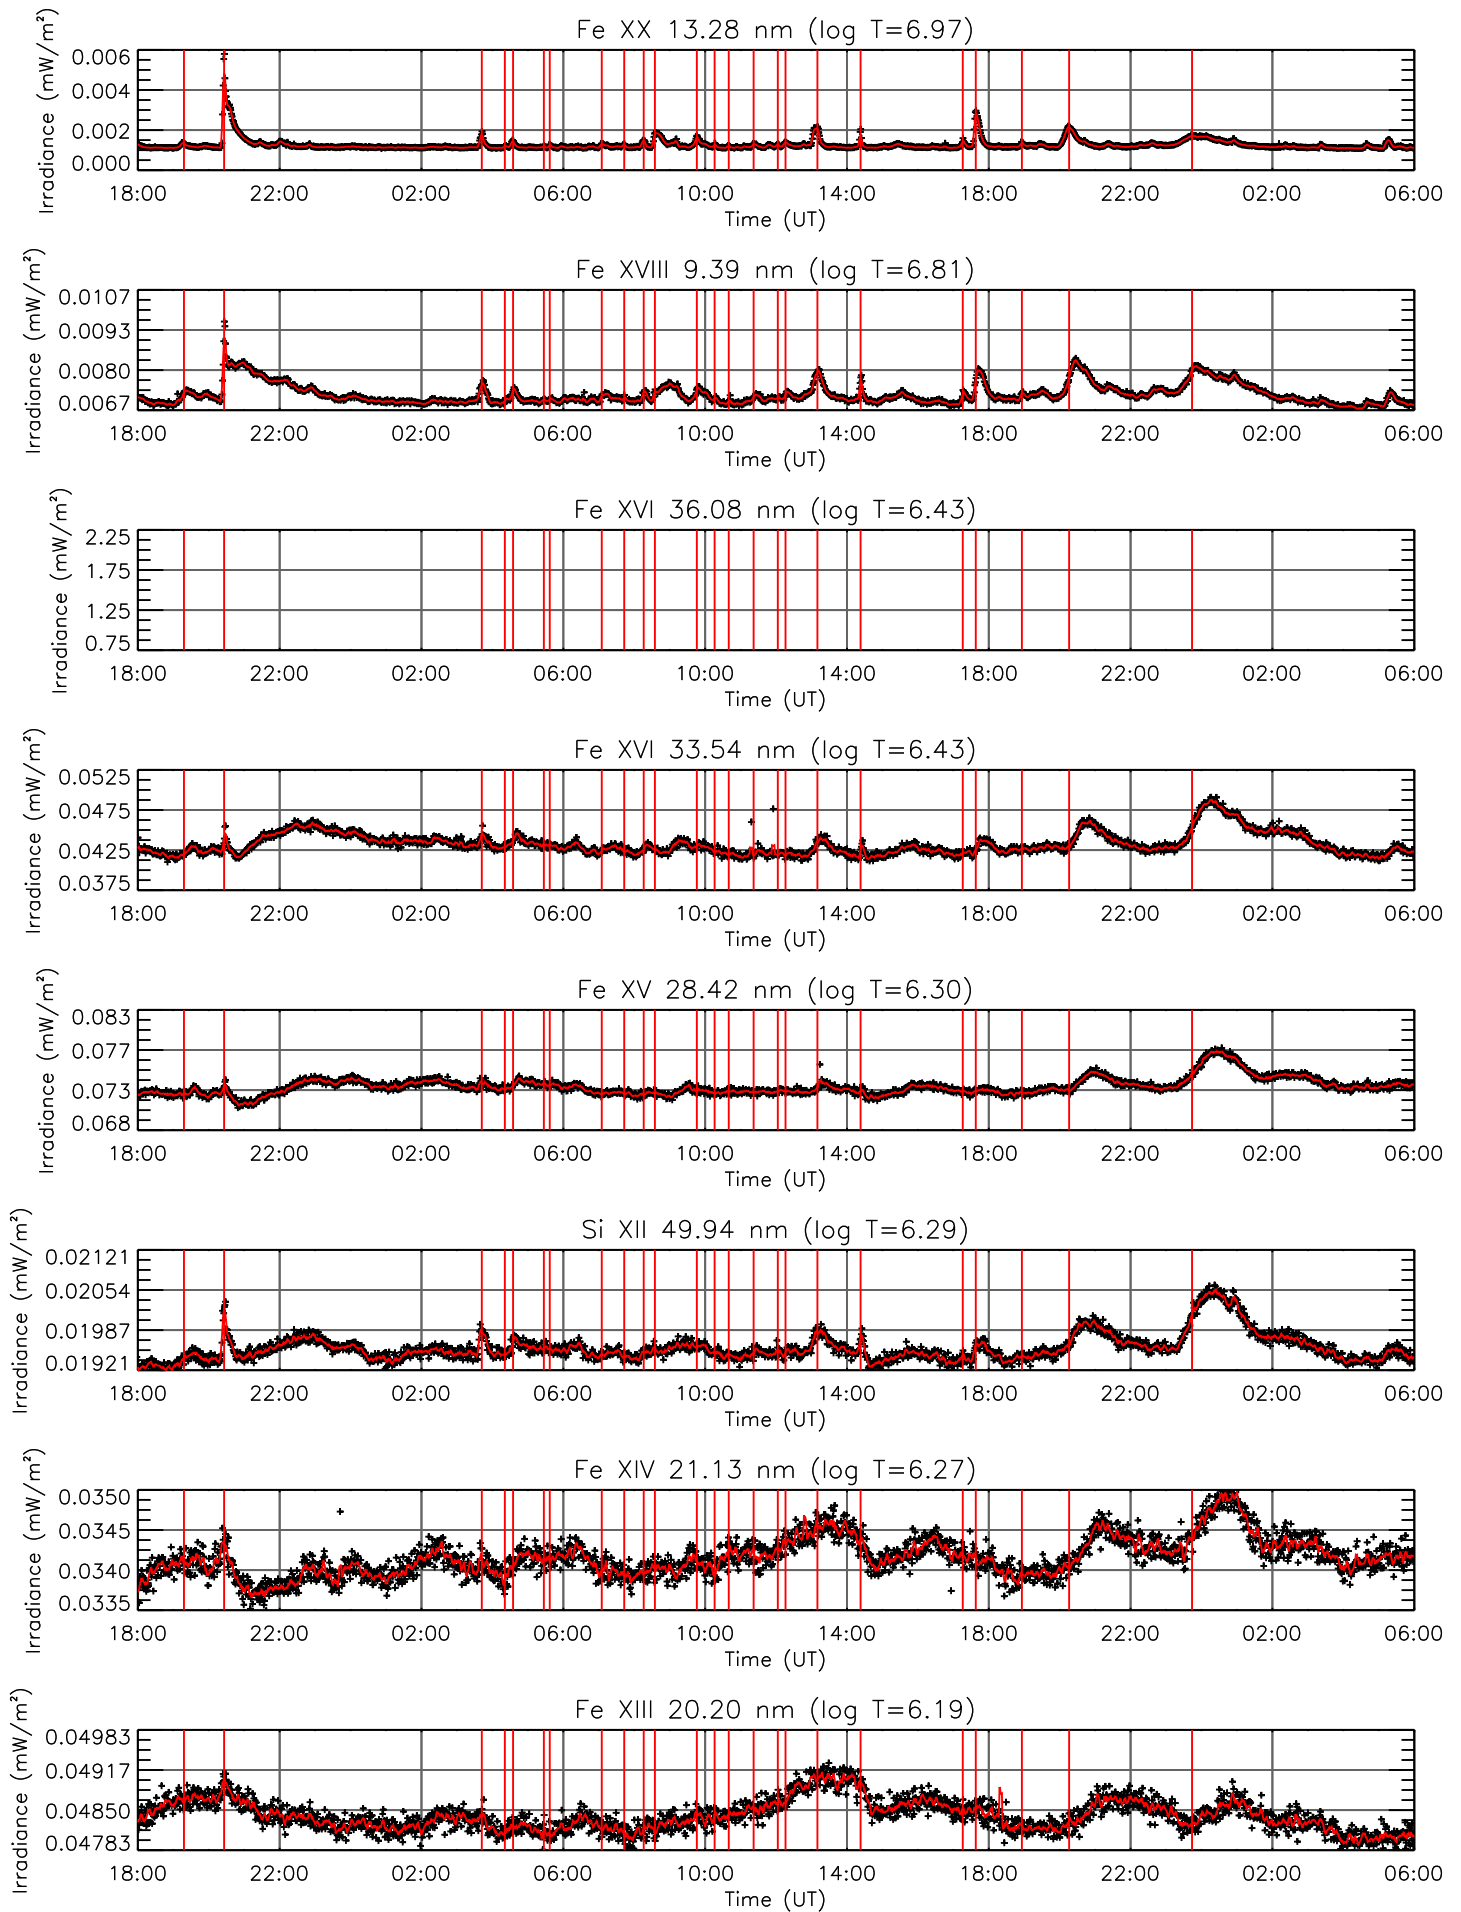 Fe XX 13.28 nm (log T=6.97)
Irradiance (mW/m²)
0.006
0.004
0.002
0.000
18:00 22:00 02:00 06:00 10:00 14:00 18:00 22:00 02:00 06:00
Time (UT)
Fe XVIII 9.39 nm (log T=6.81)
Irradiance (mW/m²)
0.0107
0.0093
0.0080
0.0067
18:00 22:00 02:00 06:00 10:00 14:00 18:00 22:00 02:00 06:00
Time (UT)
Fe XVI 36.08 nm (log T=6.43)
Irradiance (mW/m²)
2.25
1.75
1.25
0.75
18:00 22:00 02:00 06:00 10:00 14:00 18:00 22:00 02:00 06:00
Time (UT)
Fe XVI 33.54 nm (log T=6.43)
Irradiance (mW/m²)
0.0525
0.0475
0.0425
0.0375
18:00 22:00 02:00 06:00 10:00 14:00 18:00 22:00 02:00 06:00
Time (UT)
Fe XV 28.42 nm (log T=6.30)
Irradiance (mW/m²)
0.083
0.077
0.073
0.068
18:00 22:00 02:00 06:00 10:00 14:00 18:00 22:00 02:00 06:00
Time (UT)
Si XII 49.94 nm (log T=6.29)
Irradiance (mW/m²)
0.02121
0.02054
0.01987
0.01921
18:00 22:00 02:00 06:00 10:00 14:00 18:00 22:00 02:00 06:00
Time (UT)
Fe XIV 21.13 nm (log T=6.27)
Irradiance (mW/m²)
0.0350
0.0345
0.0340
0.0335
18:00 22:00 02:00 06:00 10:00 14:00 18:00 22:00 02:00 06:00
Time (UT)
Fe XIII 20.20 nm (log T=6.19)
Irradiance (mW/m²)
0.04983
0.04917
0.04850
0.04783
18:00 22:00 02:00 06:00 10:00 14:00 18:00 22:00 02:00 06:00
Time (UT)